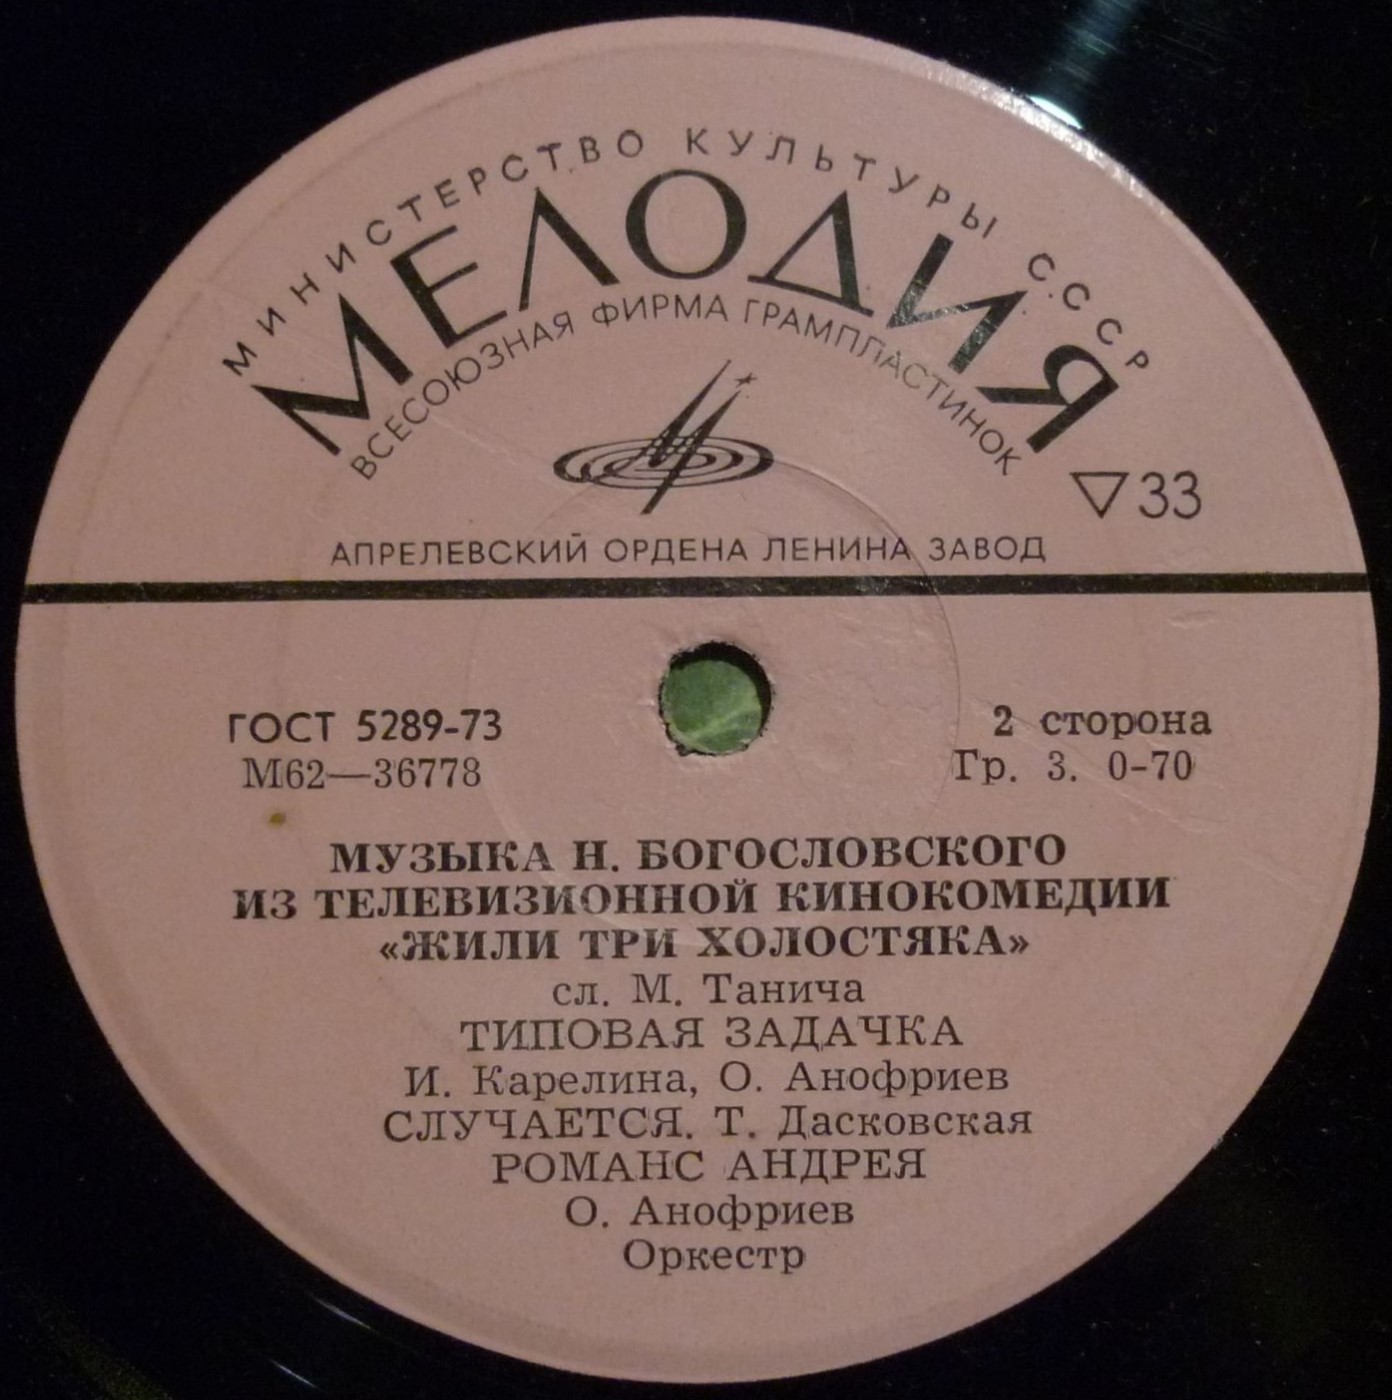 МИНИСТЕРСТВО КУЛЬТУРЫ СССР
МЕЛОДИЯ
ВСЕСОЮЗНАЯ ФИРМА ГРАМПЛАСТИНОК
▽33
АПРЕЛЕВСКИЙ ОРДЕНА ЛЕНИНА ЗАВОД
ГОСТ 5289-73
М62—36778
2 сторона
Гр. 3. 0-70
МУЗЫКА Н. БОГОСЛОВСКОГО
ИЗ ТЕЛЕВИЗИОННОЙ КИНОКОМЕДИИ
«ЖИЛИ ТРИ ХОЛОСТЯКА»
сл. М. Танича
ТИПОВАЯ ЗАДАЧКА
И. Карелина, О. Анофриев
СЛУЧАЕТСЯ. Т. Дасковская
РОМАНС АНДРЕЯ
О. Анофриев
Оркестр